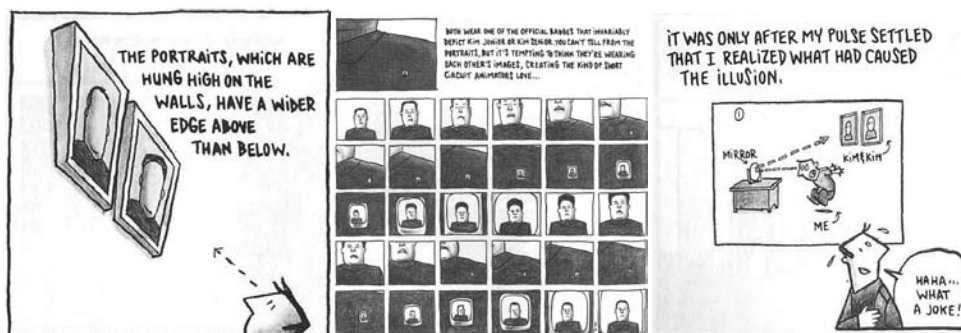 THE PORTRAITS, WHICH ARE
HUNG HIGH ON THE
WALLS, HAVE A WIDER
EDGE ABOVE
THAN BELOW.
BOTH WEAR ONE OF THE OFFICIAL BADGES THAT INVARIABLY
DEPICT KIM JUNIOR OR KIM SENIOR. YOU CAN'T TELL FROM THE
PORTRAITS, BUT IT'S TEMPTING TO THINK THEY'RE WEARING
EACH OTHER'S IMAGES, CREATING THE KIND OF SHORT
CIRCUIT ANIMATORS LOVE...
IT WAS ONLY AFTER MY PULSE SETTLED
THAT I REALIZED WHAT HAD CAUSED
THE ILLUSION.
1
MIRROR
KIM & KIM
ME
HAHA...
WHAT
A JOKE!